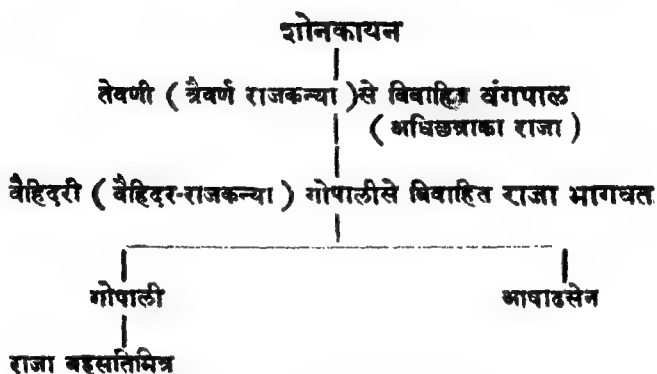 शोनकायन
तेवणी ( त्रैवर्ण राजकन्या ) से विवाहित वंगपाल
( अधिछत्राका राजा )
वैहिदरी ( वैहिदर-राजकन्या ) गोपालीसे विवाहित राजा भागवत
गोपाली आषाढसेन
राजा बहसतिमित्र